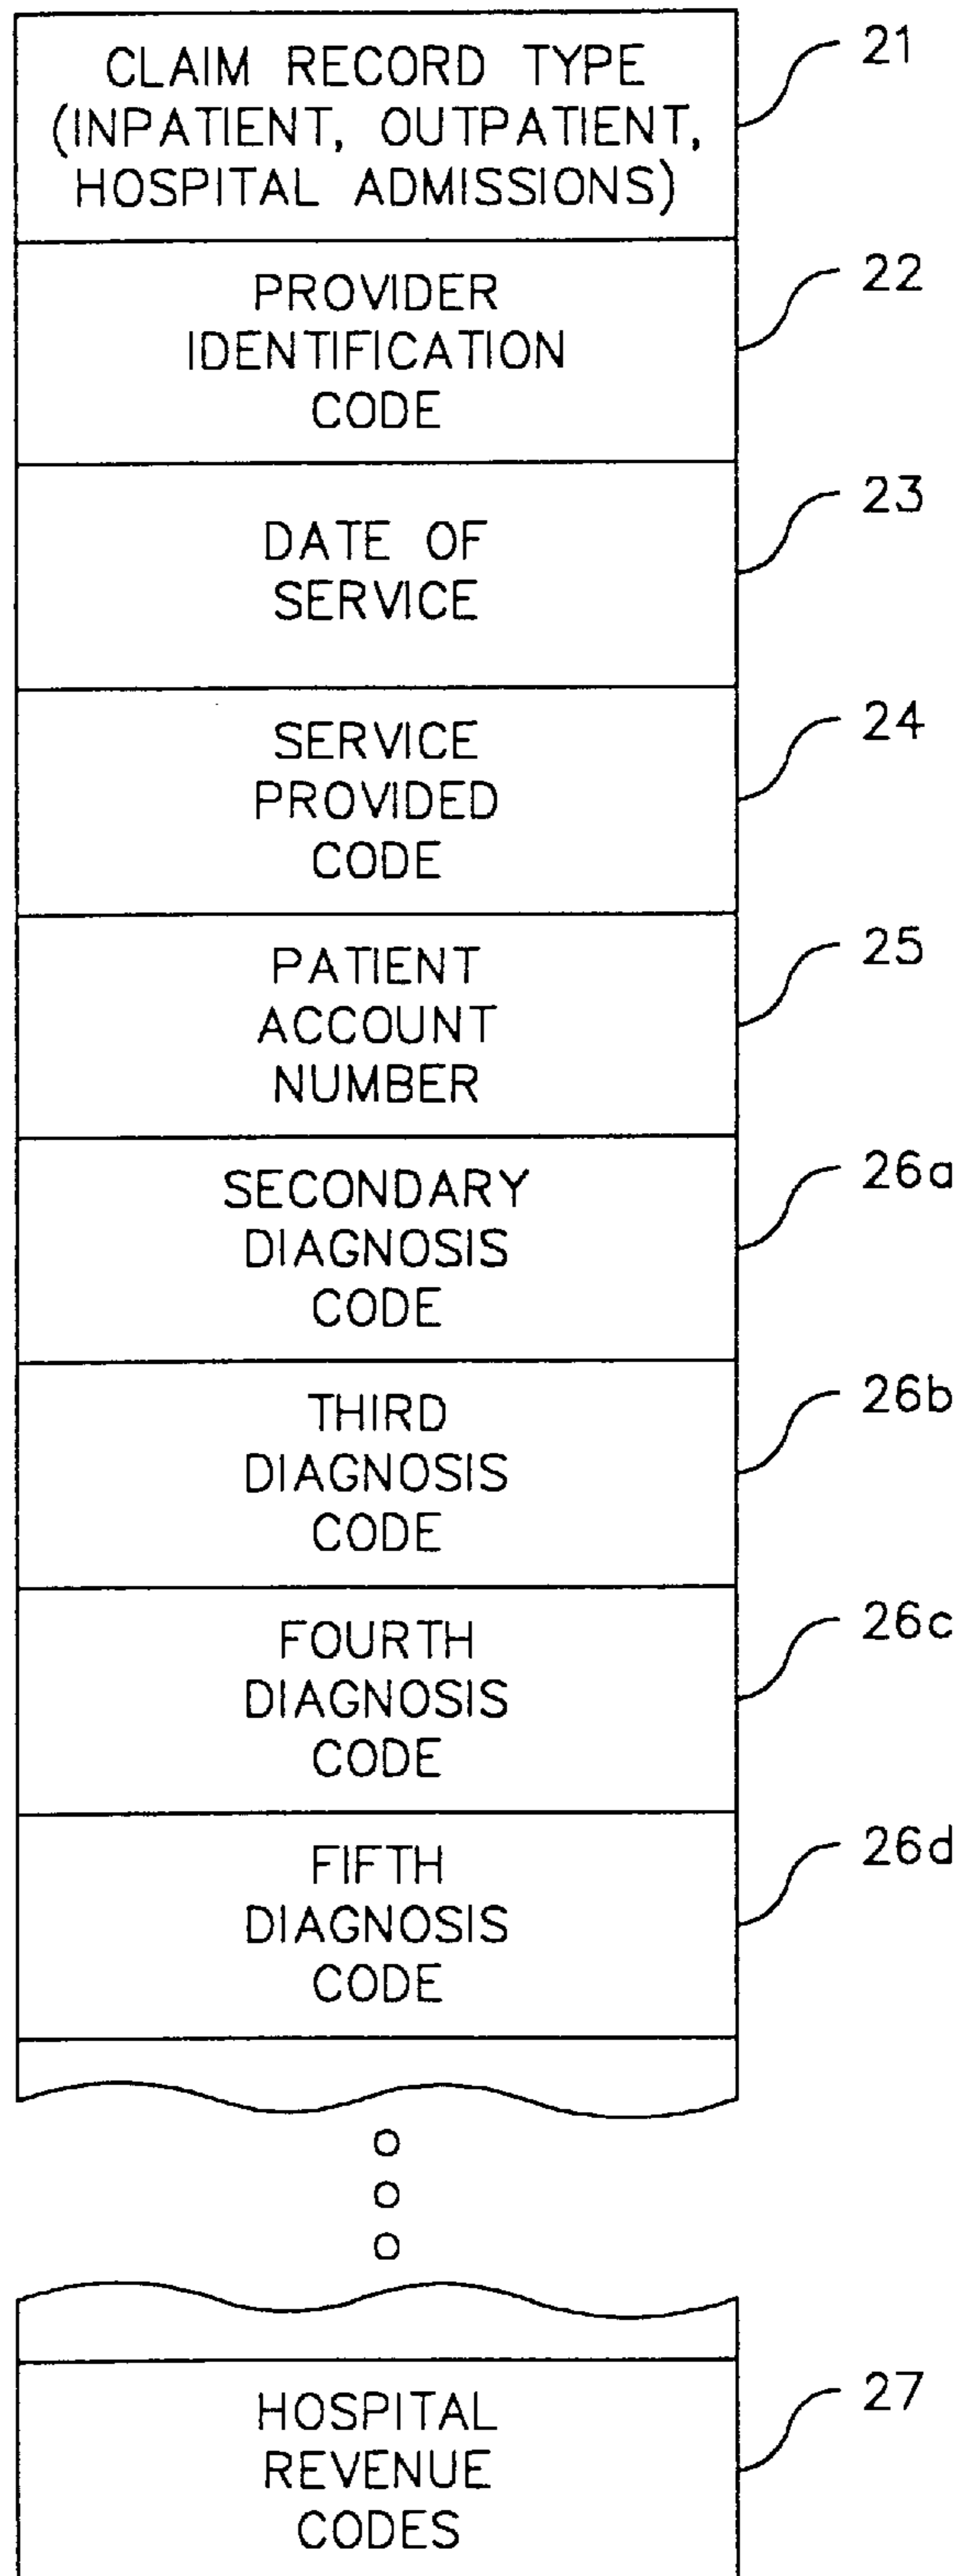 CLAIM RECORD TYPE
(INPATIENT, OUTPATIENT,
HOSPITAL ADMISSIONS)
21
PROVIDER
IDENTIFICATION
CODE
22
DATE OF
SERVICE
23
SERVICE
PROVIDED
CODE
24
PATIENT
ACCOUNT
NUMBER
25
SECONDARY
DIAGNOSIS
CODE
26a
THIRD
DIAGNOSIS
CODE
26b
FOURTH
DIAGNOSIS
CODE
26c
FIFTH
DIAGNOSIS
CODE
26d
HOSPITAL
REVENUE
CODES
27